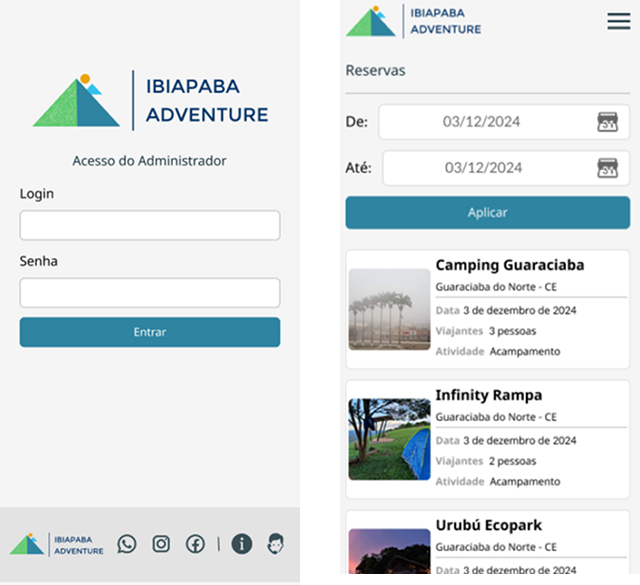 IBIAPABA
ADVENTURE
Acesso do Administrador
Login
Senha
Entrar
IBIAPABA
ADVENTURE
IBIAPABA
ADVENTURE
Reservas
De: 03/12/2024 31
Até: 03/12/2024 31
Aplicar
Camping Guaraciaba
Guaraciaba do Norte - CE
Data 3 de dezembro de 2024
Viajantes 3 pessoas
Atividade Acampamento
Infinity Rampa
Guaraciaba do Norte - CE
Data 3 de dezembro de 2024
Viajantes 2 pessoas
Atividade Acampamento
Urubú Ecopark
Guaraciaba do Norte - CE
Data 3 de dezembro de 2024